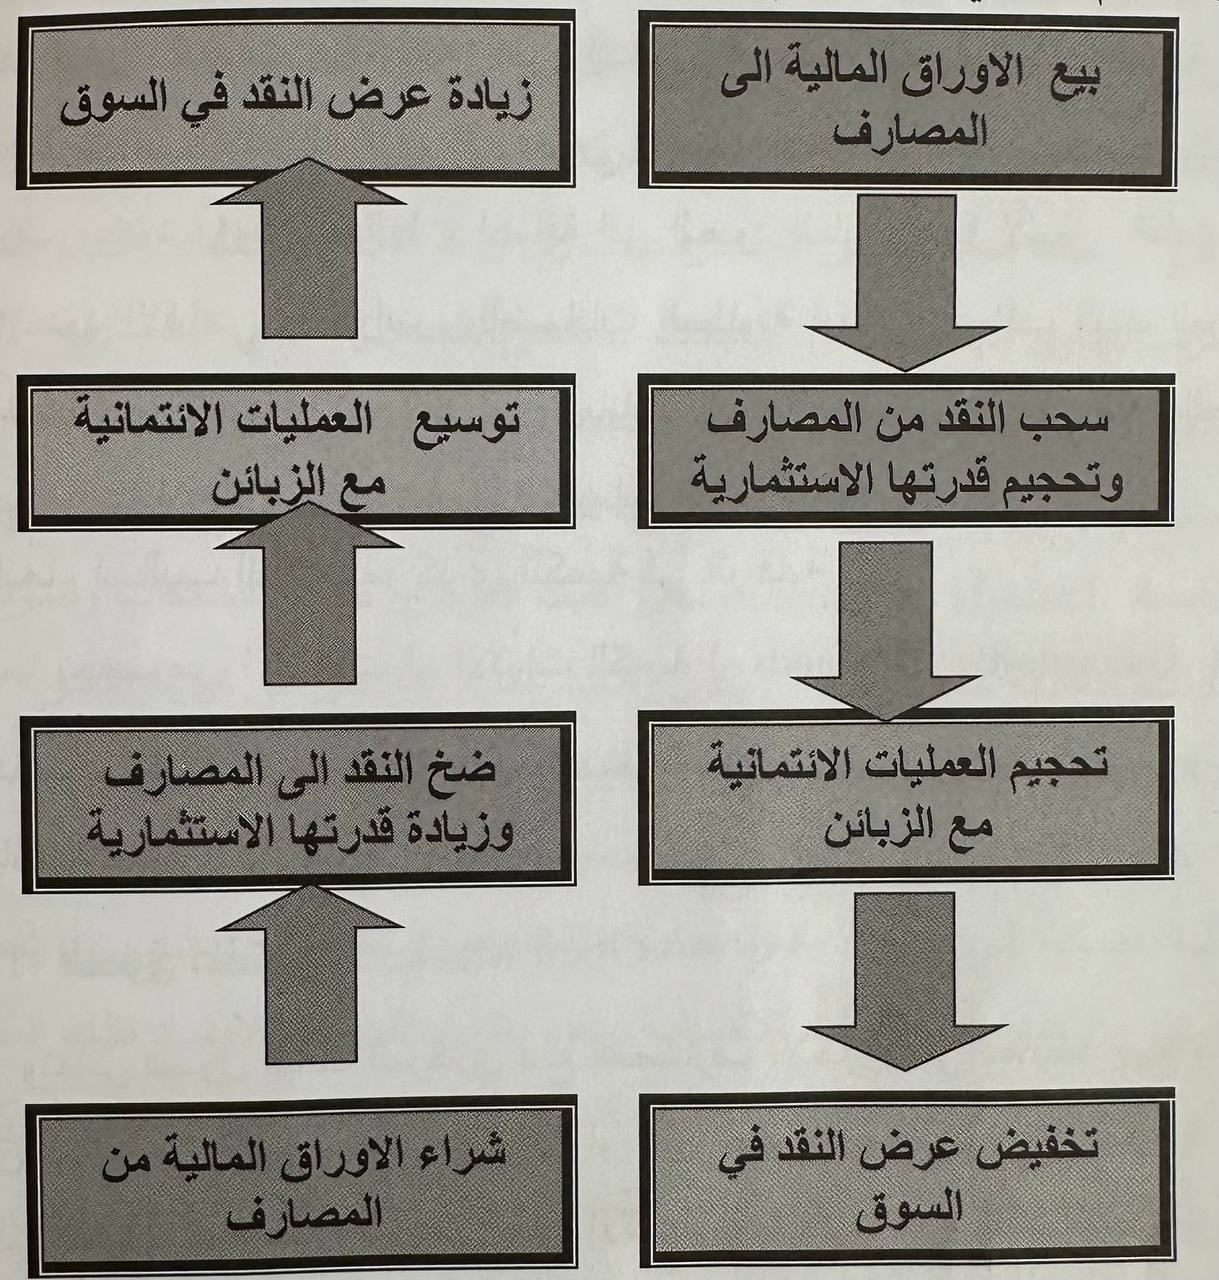 بيع الاوراق المالية الى
المصارف
سحب النقد من المصارف
وتحجيم قدرتها الاستثمارية
تحجيم العمليات الائتمانية
مع الزبائن
تخفيض عرض النقد في
السوق
زيادة عرض النقد في السوق
توسيع العمليات الائتمانية
مع الزبائن
ضخ النقد الى المصارف
وزيادة قدرتها الاستثمارية
شراء الاوراق المالية من
المصارف